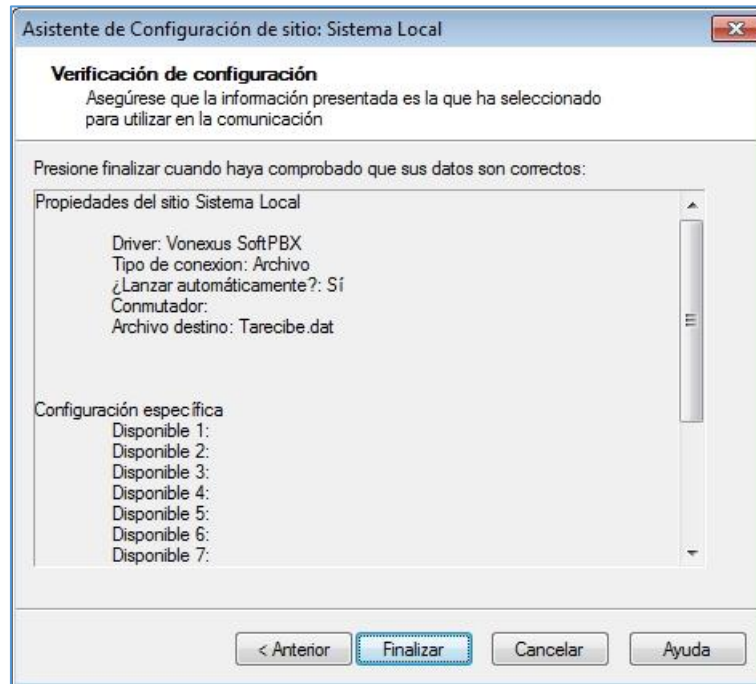 Asistente de Configuración de sitio: Sistema Local
Verificación de configuración
Asegúrese que la información presentada es la que ha seleccionado
para utilizar en la comunicación
Presione finalizar cuando haya comprobado que sus datos son correctos:
Propiedades del sitio Sistema Local
Driver: Vonexus SoftPBX
Tipo de conexion: Archivo
¿Lanzar automáticamente?: Sí
Conmutador:
Archivo destino: Tarecibe.dat
Configuración específica
Disponible 1:
Disponible 2:
Disponible 3:
Disponible 4:
Disponible 5:
Disponible 6:
Disponible 7:
< Anterior Finalizar Cancelar Ayuda